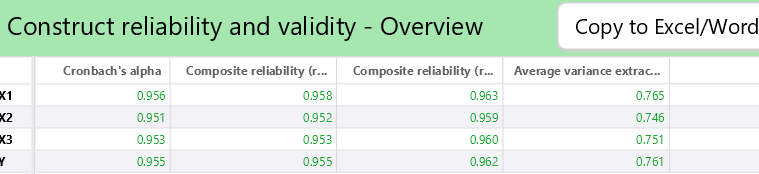 Construct reliability and validity - Overview Copy to Excel/Word
Cronbach's alpha Composite reliability (r... Composite reliability (r... Average variance extrac...
X1 0.956 0.958 0.963 0.765
X2 0.951 0.952 0.959 0.746
X3 0.953 0.953 0.960 0.751
Y 0.955 0.955 0.962 0.761